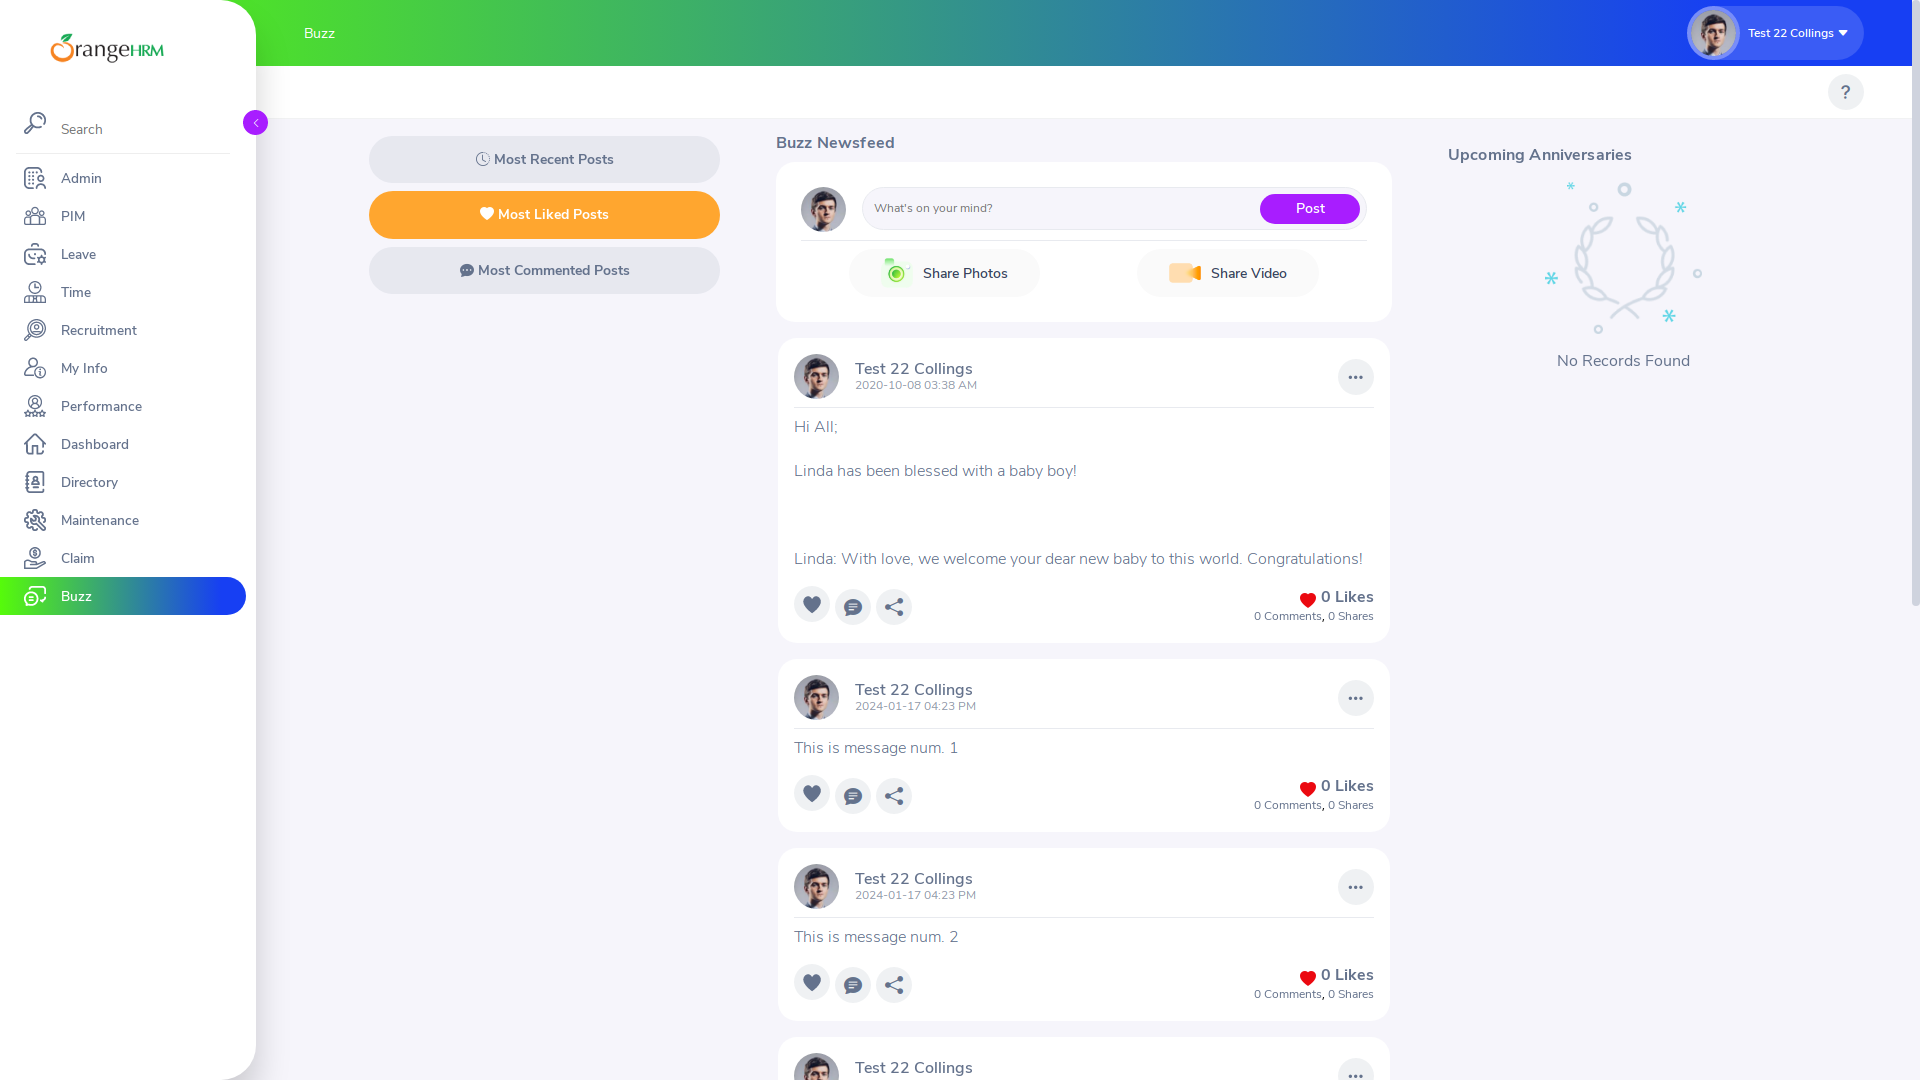 OrangeHRM
Search
Admin
PIM
Leave
Time
Recruitment
My Info
Performance
Dashboard
Directory
Maintenance
Claim
Buzz
Buzz
Test 22 Collings
?
Most Recent Posts
Most Liked Posts
Most Commented Posts
Buzz Newsfeed
What's on your mind?
Post
Share Photos
Share Video
Test 22 Collings
2020-10-08 03:38 AM
Hi All;
Linda has been blessed with a baby boy!
Linda: With love, we welcome your dear new baby to this world. Congratulations!
0 Likes
0 Comments, 0 Shares
Test 22 Collings
2024-01-17 04:23 PM
This is message num. 1
0 Likes
0 Comments, 0 Shares
Test 22 Collings
2024-01-17 04:23 PM
This is message num. 2
0 Likes
0 Comments, 0 Shares
Test 22 Collings
Upcoming Anniversaries
No Records Found